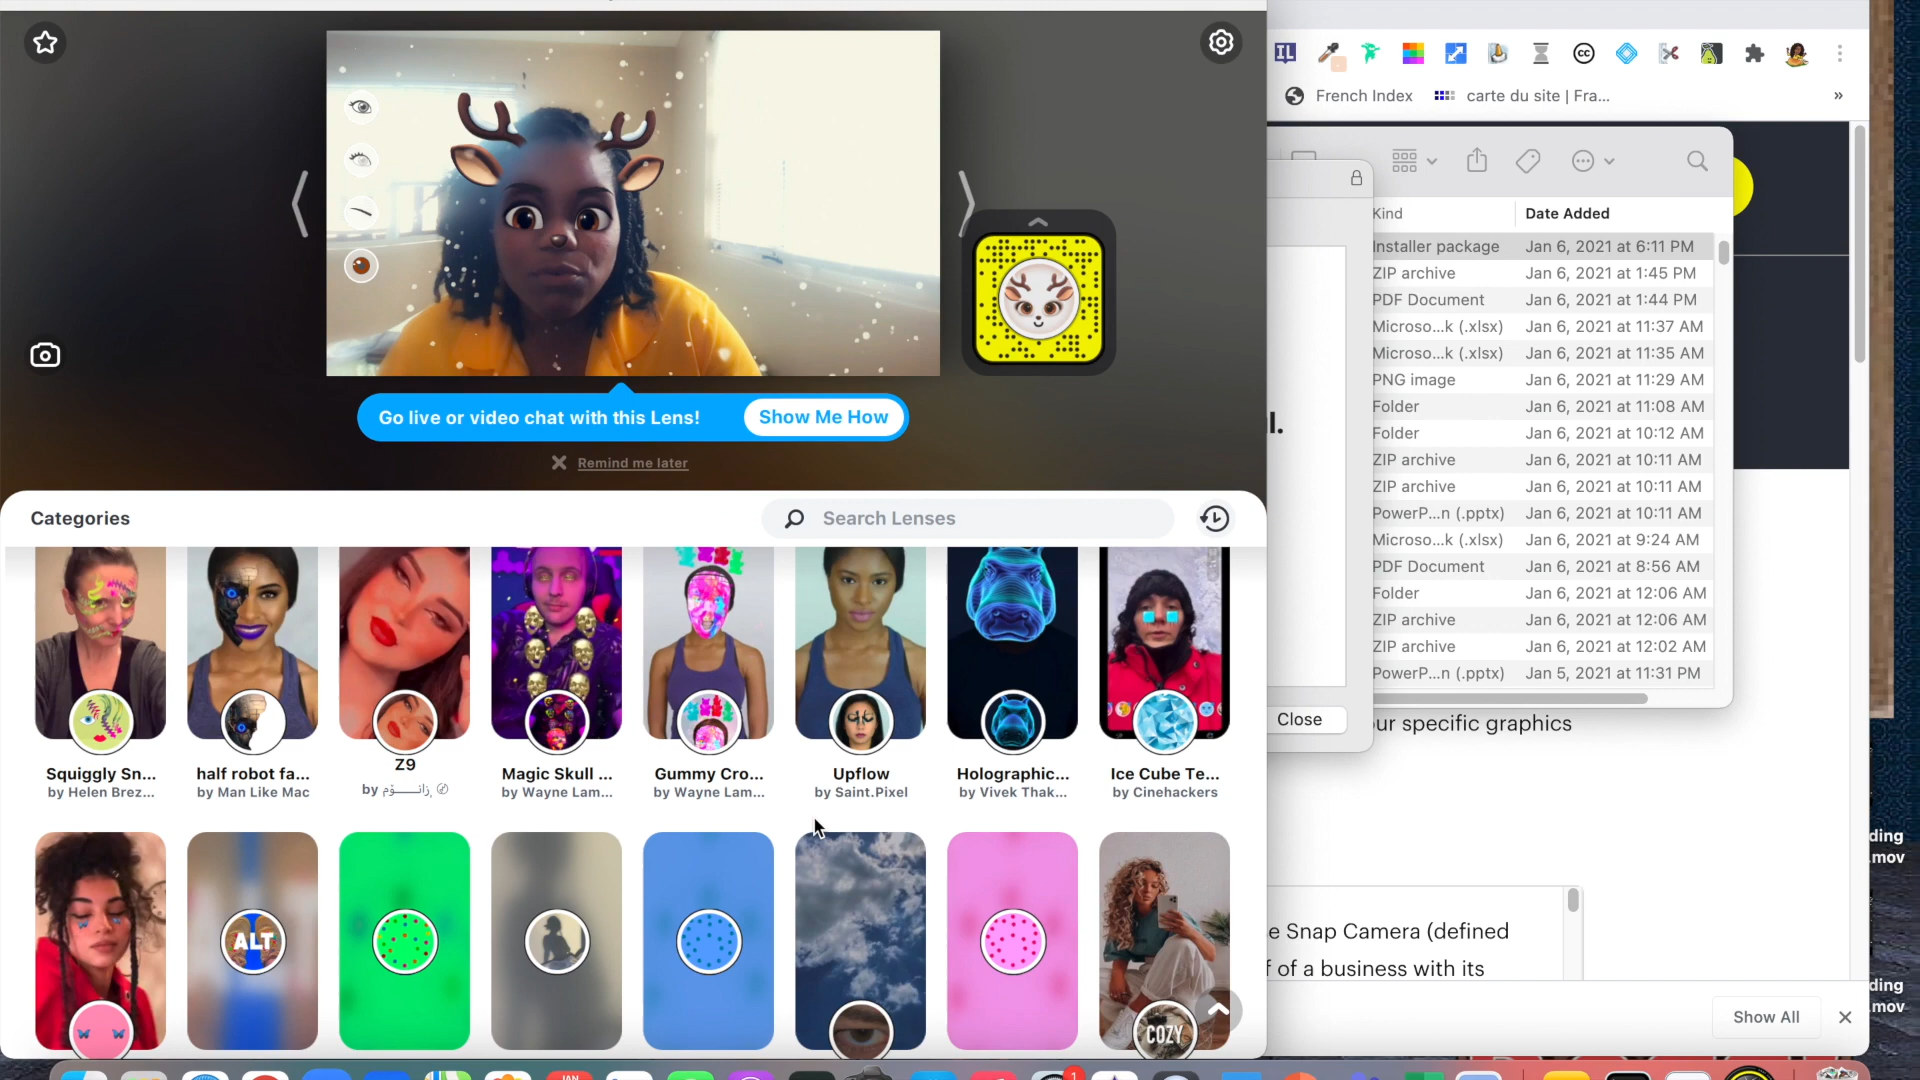 French Index
carte du site | Fra...
»
Kind Date Added
Installer package Jan 6, 2021 at 6:11 PM
ZIP archive Jan 6, 2021 at 1:45 PM
PDF Document Jan 6, 2021 at 1:44 PM
Microso...k (.xlsx) Jan 6, 2021 at 11:37 AM
Microso...k (.xlsx) Jan 6, 2021 at 11:35 AM
PNG image Jan 6, 2021 at 11:29 AM
Folder Jan 6, 2021 at 11:08 AM
Folder Jan 6, 2021 at 10:12 AM
ZIP archive Jan 6, 2021 at 10:11 AM
ZIP archive Jan 6, 2021 at 10:11 AM
PowerP...n (.pptx) Jan 6, 2021 at 10:11 AM
Microso...k (.xlsx) Jan 6, 2021 at 9:24 AM
PDF Document Jan 6, 2021 at 8:56 AM
Folder Jan 6, 2021 at 12:06 AM
ZIP archive Jan 6, 2021 at 12:06 AM
ZIP archive Jan 6, 2021 at 12:02 AM
PowerP...n (.pptx) Jan 5, 2021 at 11:31 PM
l.
Close
ur specific graphics
Go live or video chat with this Lens! Show Me How
Remind me later
Categories
Search Lenses
Squiggly Sn...
by Helen Brez...
half robot fa...
by Man Like Mac
Z9
by
Magic Skull ...
by Wayne Lam...
Gummy Cro...
by Wayne Lam...
Upflow
by Saint.Pixel
Holographic...
by Vivek Thak...
Ice Cube Te...
by Cinehackers
ALT
COZY
e Snap Camera (defined
f of a business with its
Show All
ding
.mov
ding
.mov
JAN
1
IL
cc